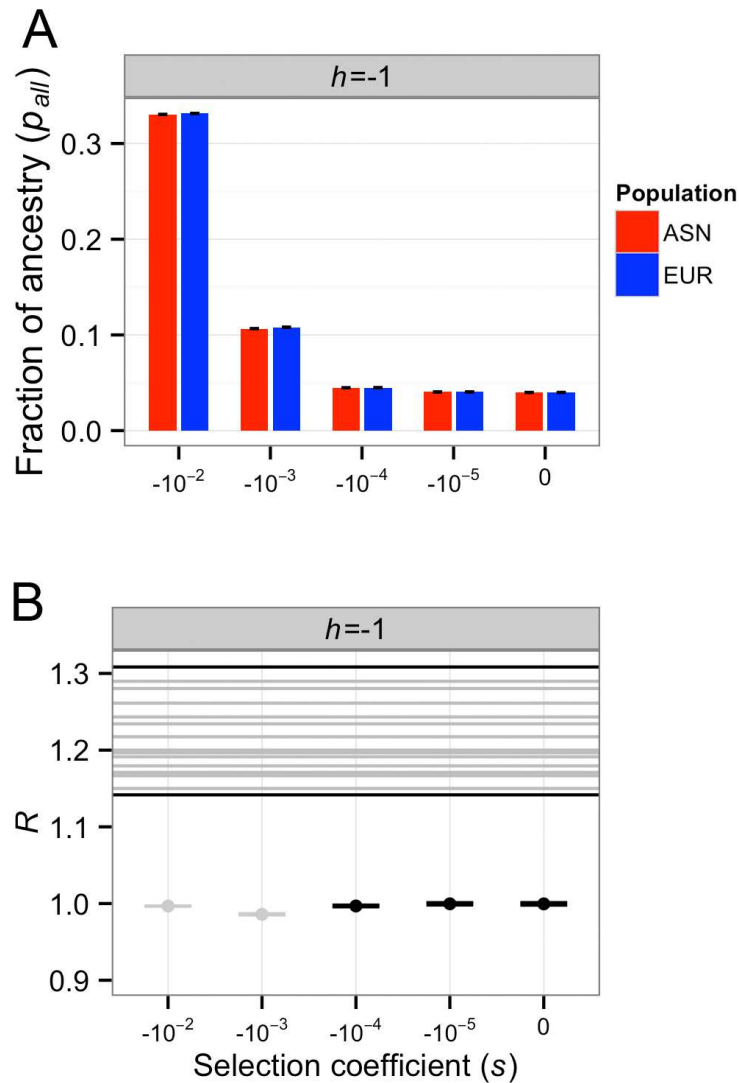 A
h=-1
Fraction of ancestry (p_all)
0.3
0.2
0.1
0.0
-10⁻² -10⁻³ -10⁻⁴ -10⁻⁵ 0
Population
ASN
EUR
B
h=-1
R
1.3
1.2
1.1
1.0
0.9
-10⁻² -10⁻³ -10⁻⁴ -10⁻⁵ 0
Selection coefficient (s)